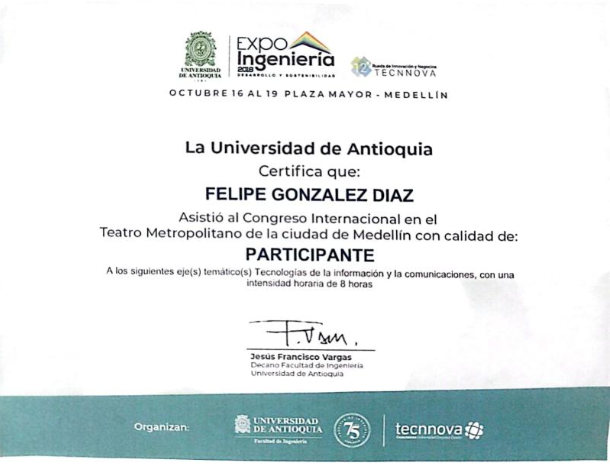 UNIVERSIDAD
DE ANTIOQUIA
EXPO
Ingeniería
2018
DESARROLLO Y SOSTENIBILIDAD
Rueda de Innovación y Negocios
TECNNOVA
OCTUBRE 16 AL 19 PLAZA MAYOR - MEDELLÍN
La Universidad de Antioquia
Certifica que:
FELIPE GONZALEZ DIAZ
Asistió al Congreso Internacional en el
Teatro Metropolitano de la ciudad de Medellín con calidad de:
PARTICIPANTE
A los siguientes eje(s) temático(s) Tecnologías de la información y la comunicaciones, con una
intensidad horaria de 8 horas
Jesús Francisco Vargas
Decano Facultad de Ingeniería
Universidad de Antioquia
Organizan:
UNIVERSIDAD
DE ANTIOQUIA
Facultad de Ingeniería
75
tecnnova